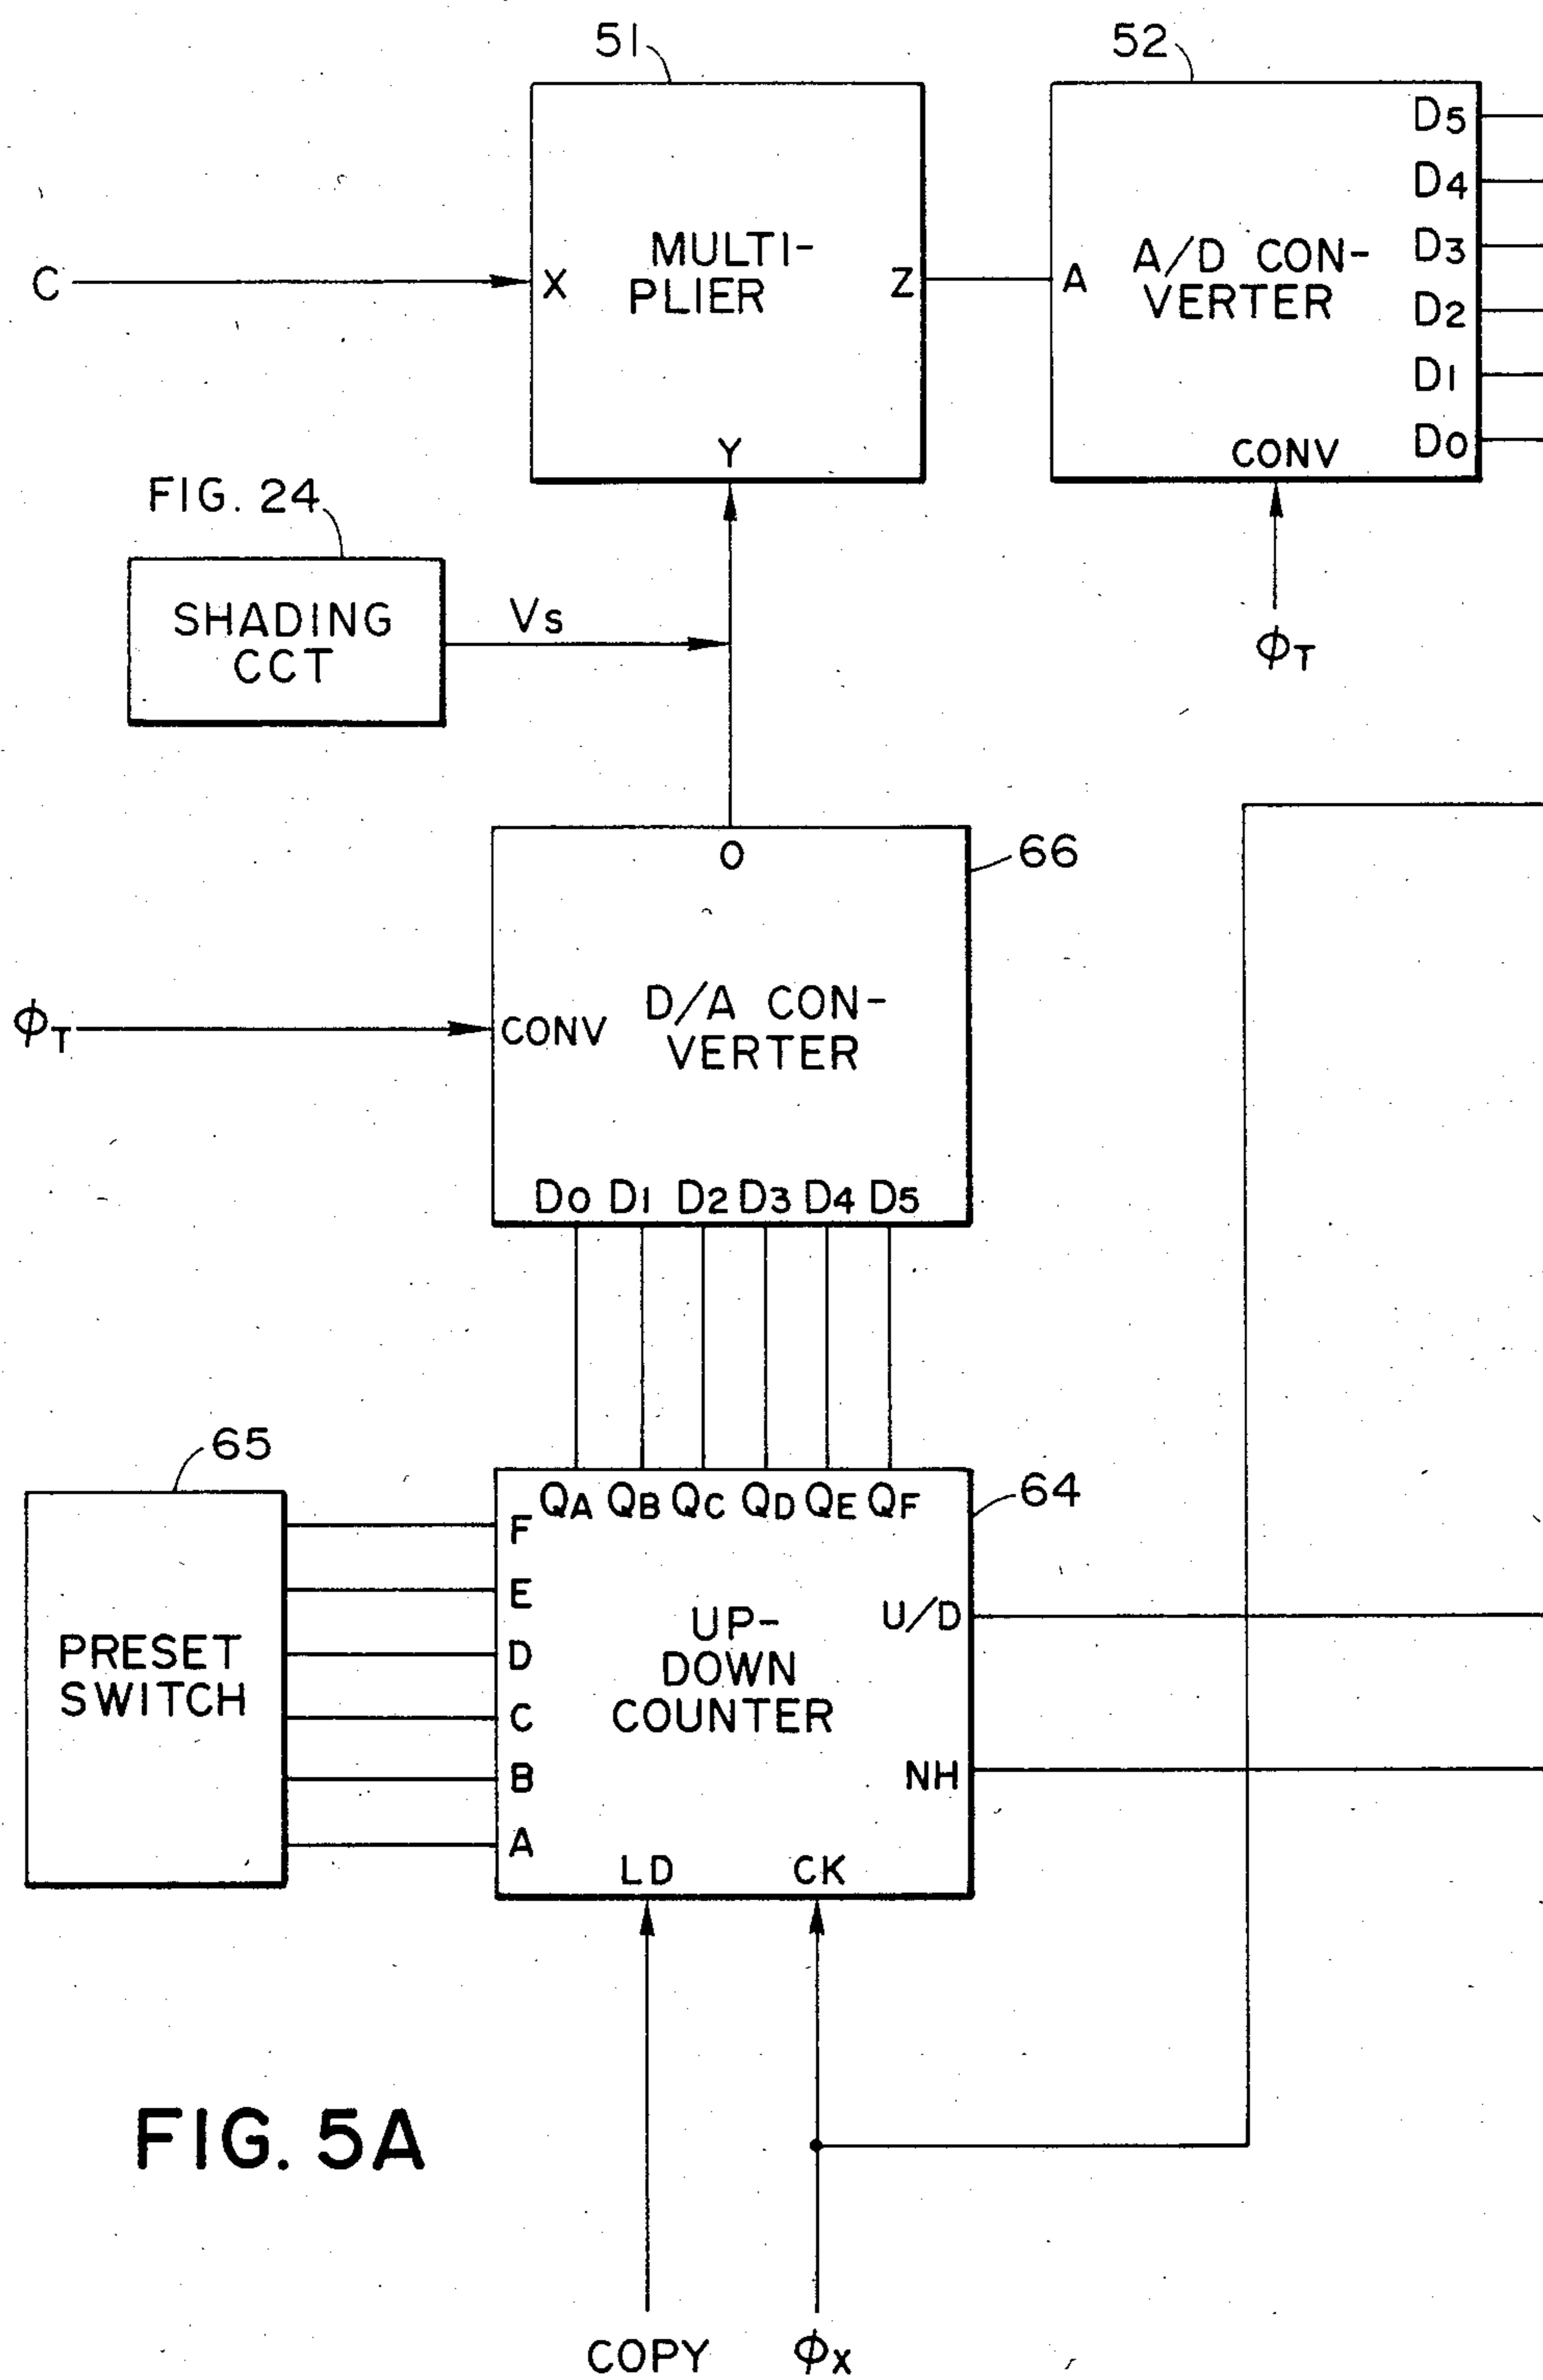 51
52
MULTI-
PLIER
X
Y
Z
C
A
A/D CON-
VERTER
CONV
D5
D4
D3
D2
D1
D0
ϕT
FIG. 24
SHADING
CCT
Vs
66
O
D/A CON-
VERTER
CONV
ϕT
D0 D1 D2 D3 D4 D5
65
PRESET
SWITCH
64
QA QB QC QD QE QF
F
E
D
C
B
A
UP-
DOWN
COUNTER
U/D
NH
LD
CK
FIG. 5A
COPY
ϕX